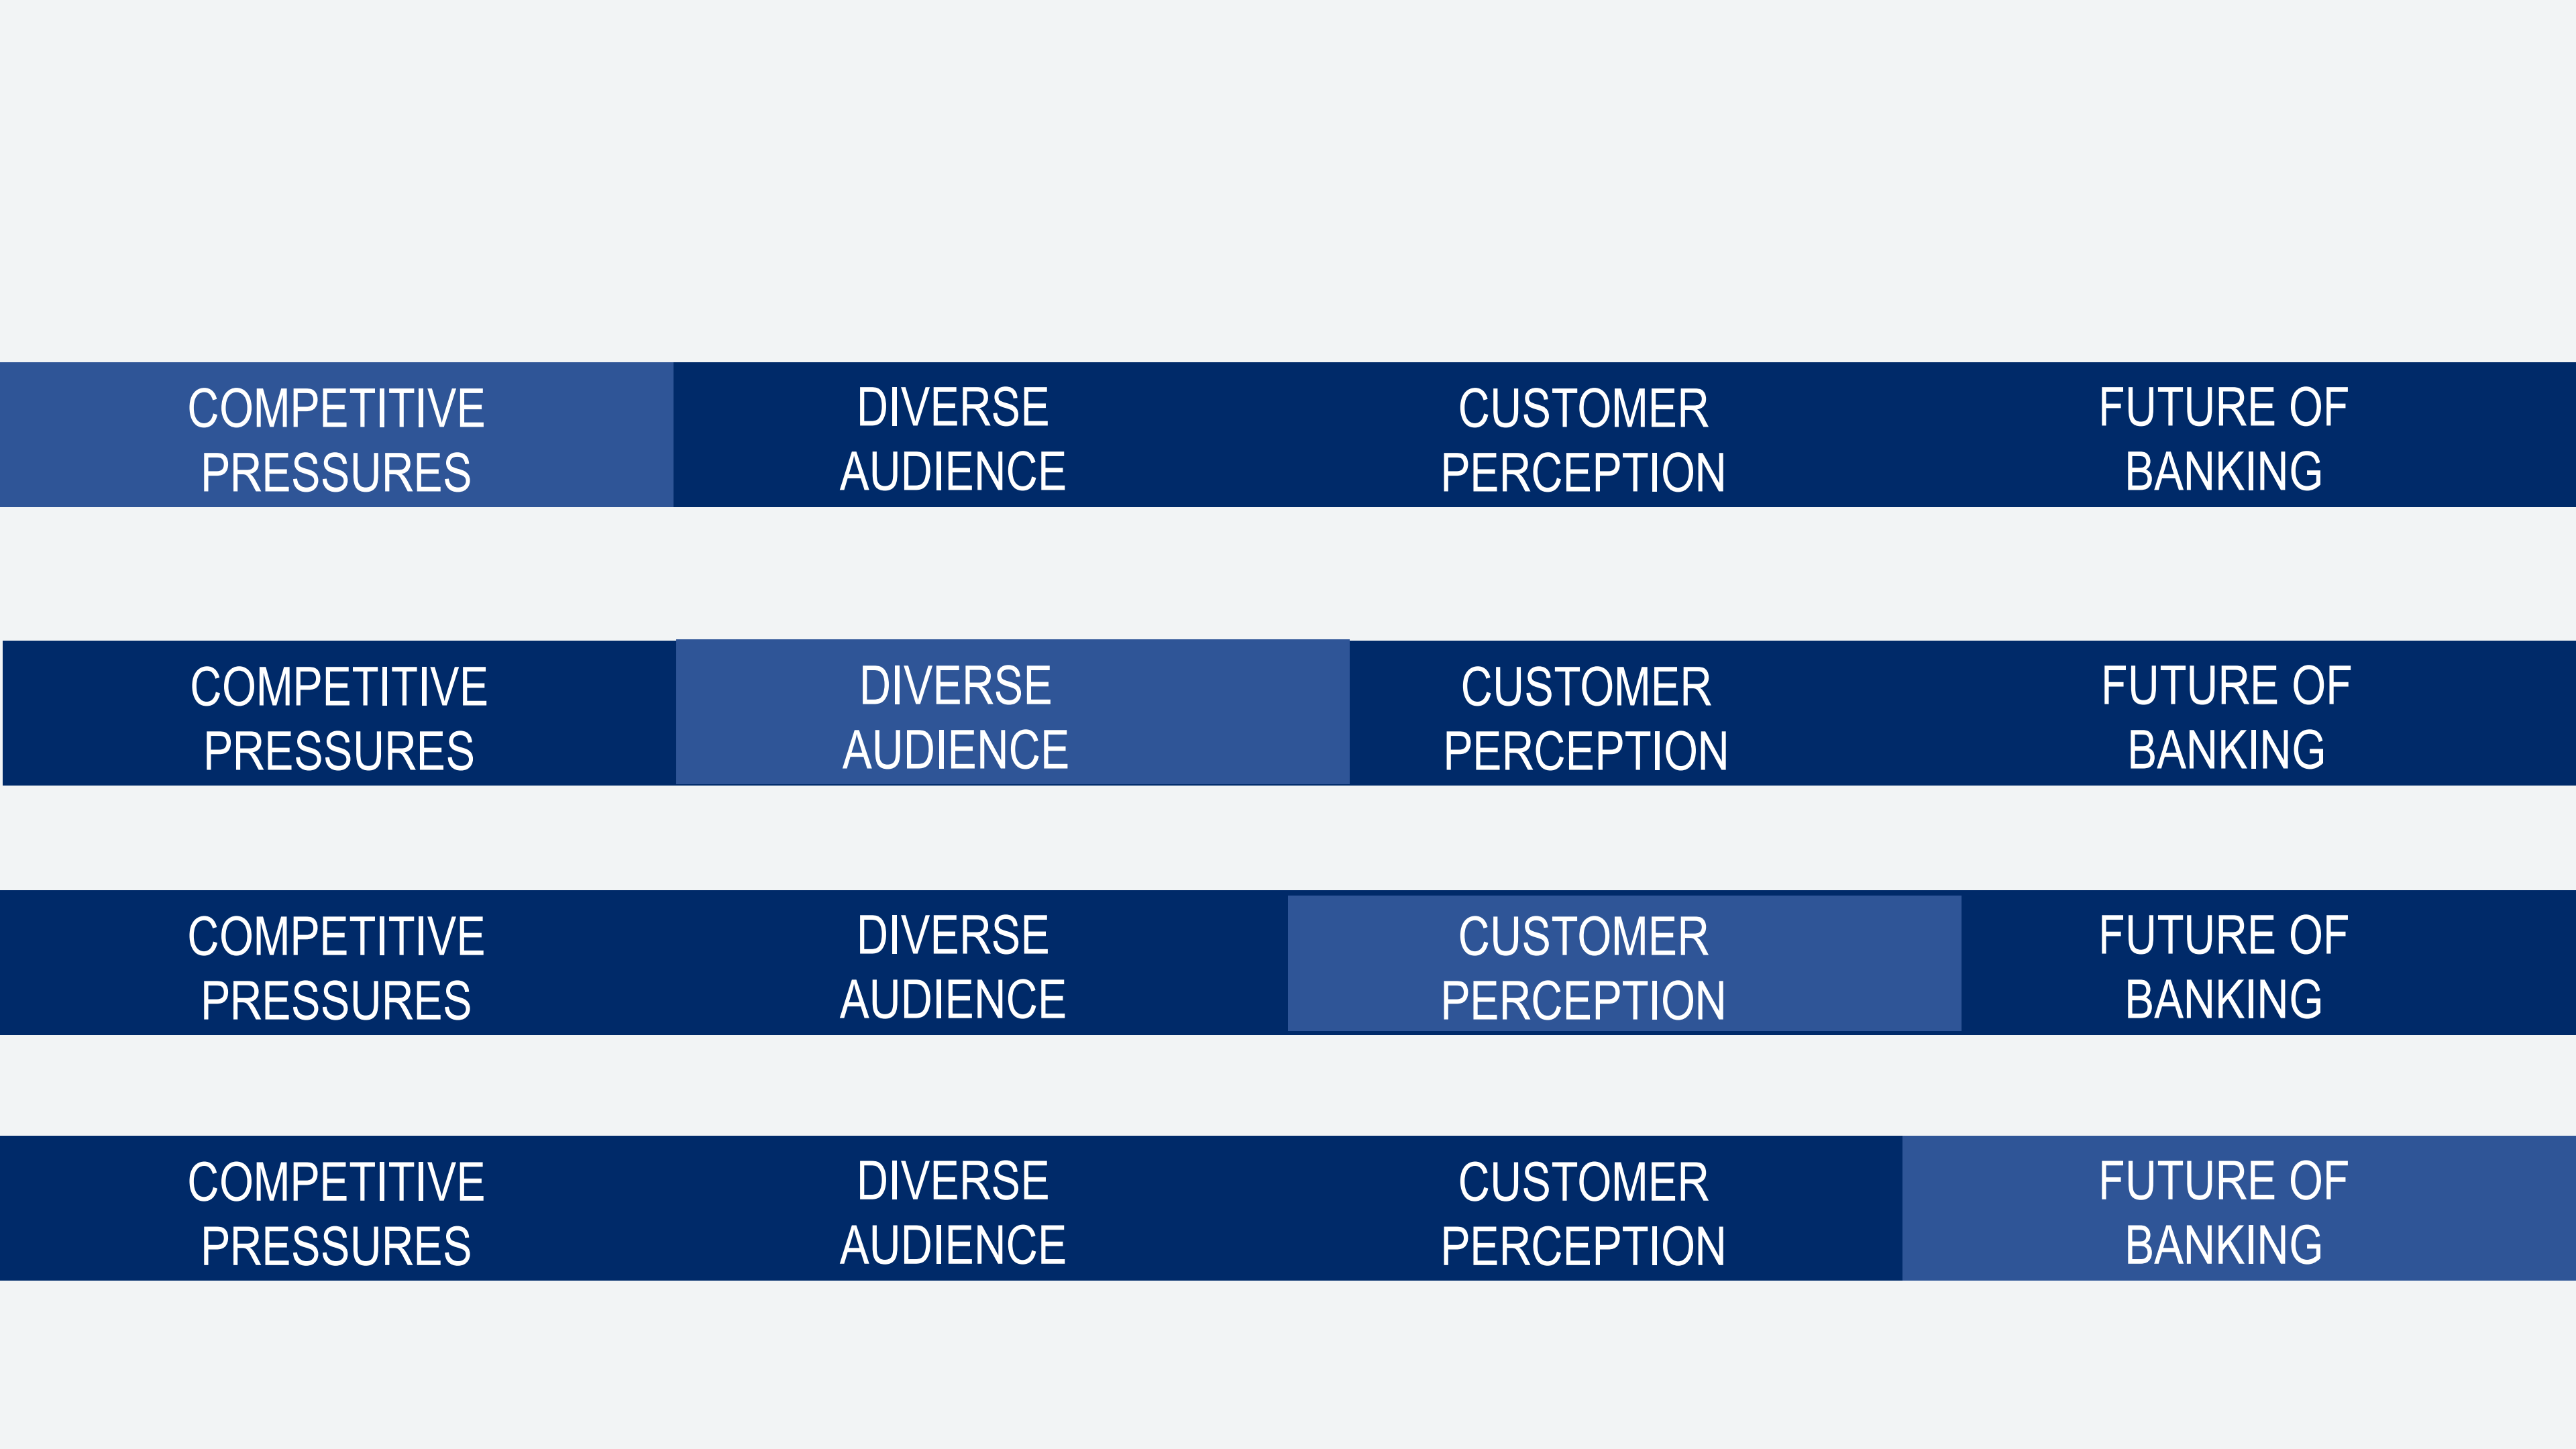 COMPETITIVE
PRESSURES
DIVERSE
AUDIENCE
CUSTOMER
PERCEPTION
FUTURE OF
BANKING
COMPETITIVE
PRESSURES
DIVERSE
AUDIENCE
CUSTOMER
PERCEPTION
FUTURE OF
BANKING
COMPETITIVE
PRESSURES
DIVERSE
AUDIENCE
CUSTOMER
PERCEPTION
FUTURE OF
BANKING
COMPETITIVE
PRESSURES
DIVERSE
AUDIENCE
CUSTOMER
PERCEPTION
FUTURE OF
BANKING